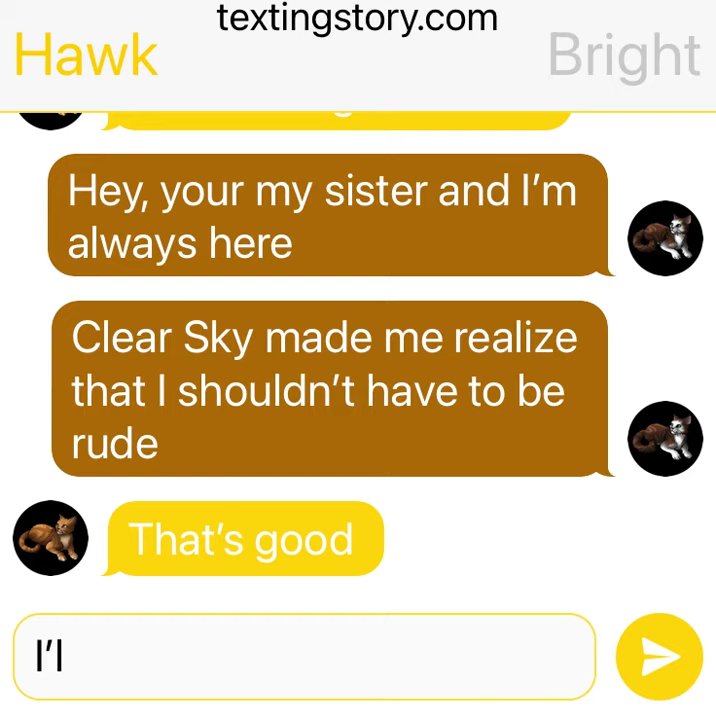 textingstory.com
Hawk
Bright
Hey, your my sister and I’m
always here
Clear Sky made me realize
that I shouldn’t have to be
rude
That’s good
I’l